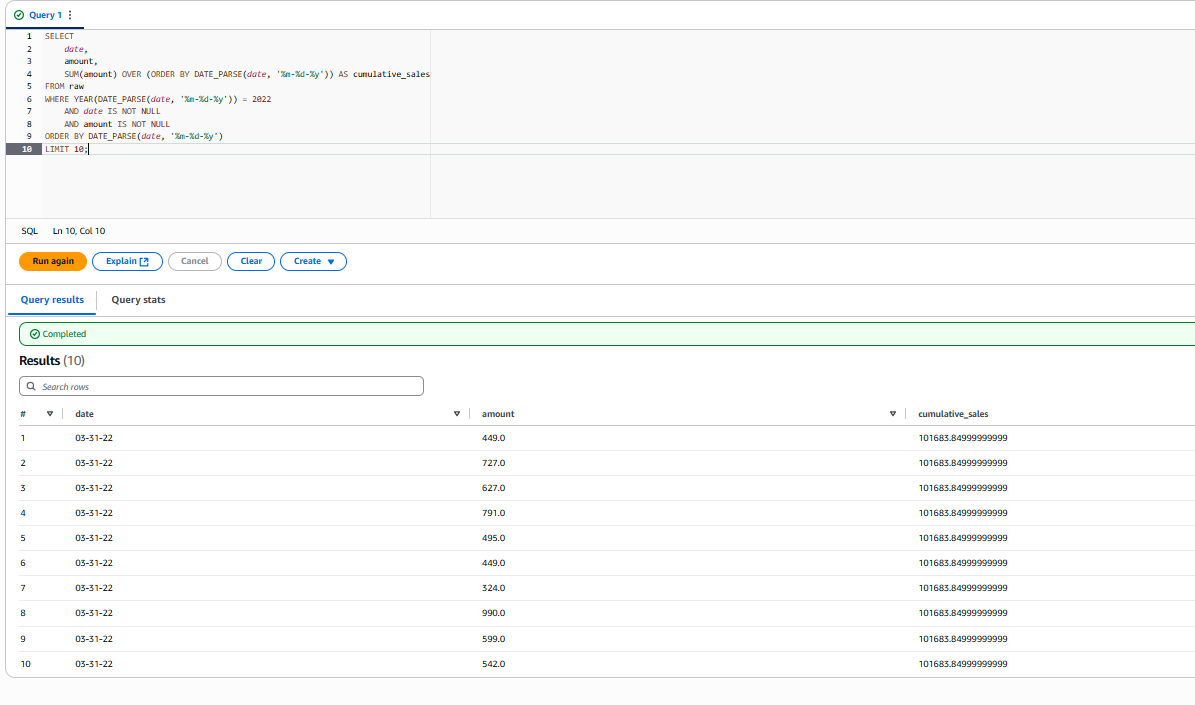 Query 1
1 SELECT
2 date,
3 amount,
4 SUM(amount) OVER (ORDER BY DATE_PARSE(date, '%m-%d-%y')) AS cumulative_sales
5 FROM raw
6 WHERE YEAR(DATE_PARSE(date, '%m-%d-%y')) = 2022
7 AND date IS NOT NULL
8 AND amount IS NOT NULL
9 ORDER BY DATE_PARSE(date, '%m-%d-%y')
10 LIMIT 10;
SQL Ln 10, Col 10
Run again Explain Cancel Clear Create
Query results Query stats
Completed
Results (10)
Search rows
# date amount cumulative_sales
1 03-31-22 449.0 101683.84999999999
2 03-31-22 727.0 101683.84999999999
3 03-31-22 627.0 101683.84999999999
4 03-31-22 791.0 101683.84999999999
5 03-31-22 495.0 101683.84999999999
6 03-31-22 449.0 101683.84999999999
7 03-31-22 324.0 101683.84999999999
8 03-31-22 990.0 101683.84999999999
9 03-31-22 599.0 101683.84999999999
10 03-31-22 542.0 101683.84999999999